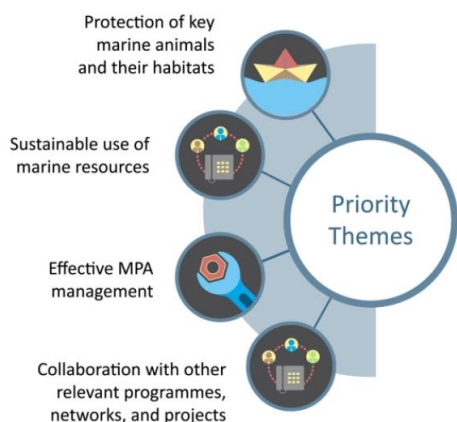 Protection of key
marine animals
and their habitats
Sustainable use of
marine resources
Priority
Themes
Effective MPA
management
Collaboration with other
relevant programmes,
networks, and projects